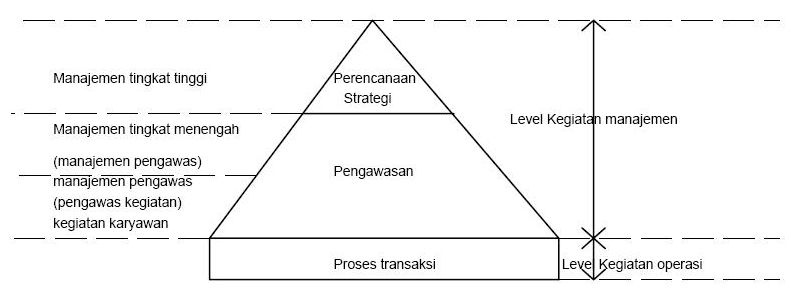 Manajemen tingkat tinggi
Perencanaan
Strategi
Level Kegiatan manajemen
Manajemen tingkat menengah
(manajemen pengawas)
manajemen pengawas
(pengawas kegiatan)
kegiatan karyawan
Pengawasan
Proses transaksi
Level Kegiatan operasi